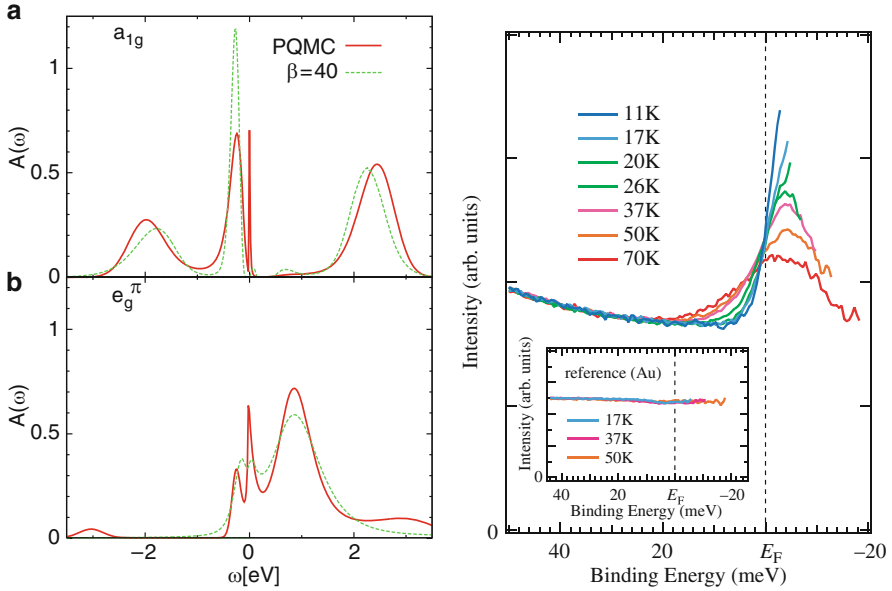 a
a1g
PQMC
β=40
1
0.5
0
A(ω)
b
egπ
1
0.5
0
A(ω)
−2
0
2
ω[eV]
11K
17K
20K
26K
37K
50K
70K
Intensity (arb. units)
0
40
20
EF
−20
Binding Energy (meV)
reference (Au)
17K
37K
50K
Intensity (arb. units)
0
40
20
EF
−20
Binding Energy (meV)